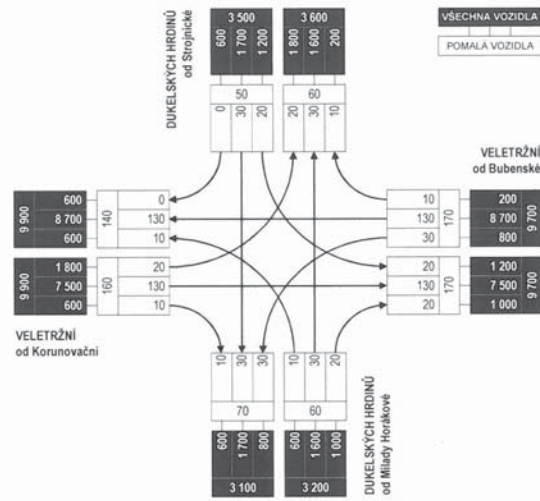 3 500
600 1 700 1 200
50
0 30 20
3 600
1 800 1 600 200
60
20 30 10
DUKELSKÝCH HRDINŮ
od Strojnické
VŠECHNA VOZIDLA
POMALÁ VOZIDLA
VELETRŽNÍ
od Bubenské
9 900
600
8 700
600
140
0
130
10
9 900
1 800
7 500
600
160
20
130
10
VELETRŽNÍ
od Korunovační
10
130
30
170
200
8 700
800
9 700
20
130
20
170
1 200
7 500
1 000
9 700
10 30 30
70
600 1 700 800
3 100
10 30 20
60
600 1 600 1 000
3 200
DUKELSKÝCH HRDINŮ
od Milady Horákové